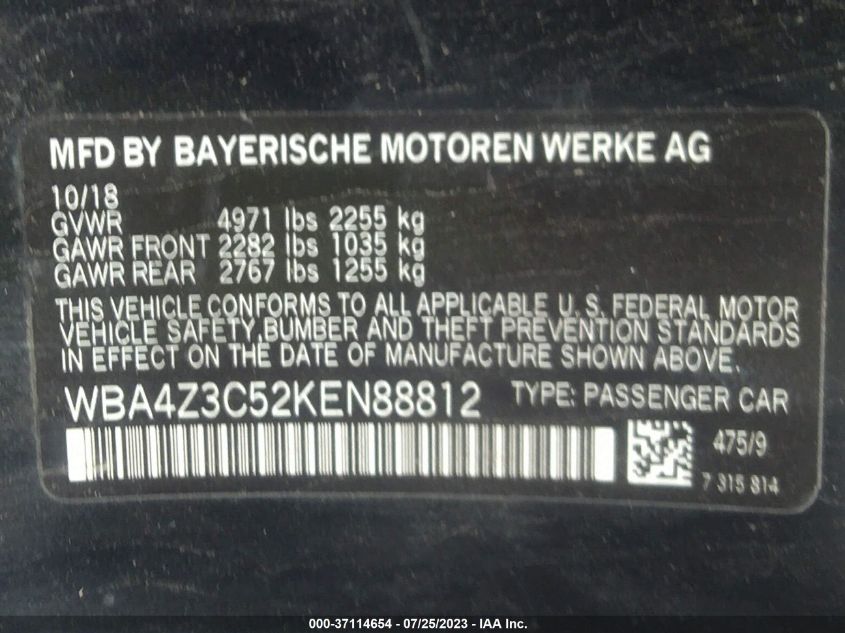 MFD BY BAYERISCHE MOTOREN WERKE AG
10/18
GVWR 4971 lbs 2255 kg
GAWR FRONT 2282 lbs 1035 kg
GAWR REAR 2767 lbs 1255 kg
THIS VEHICLE CONFORMS TO ALL APPLICABLE U.S. FEDERAL MOTOR
VEHICLE SAFETY, BUMBER AND THEFT PREVENTION STANDARDS
IN EFFECT ON THE DATE OF MANUFACTURE SHOWN ABOVE.
WBA4Z3C52KEN88812 TYPE: PASSENGER CAR
475/9
7 315 814
000-37114654 - 07/25/2023 - IAA Inc.